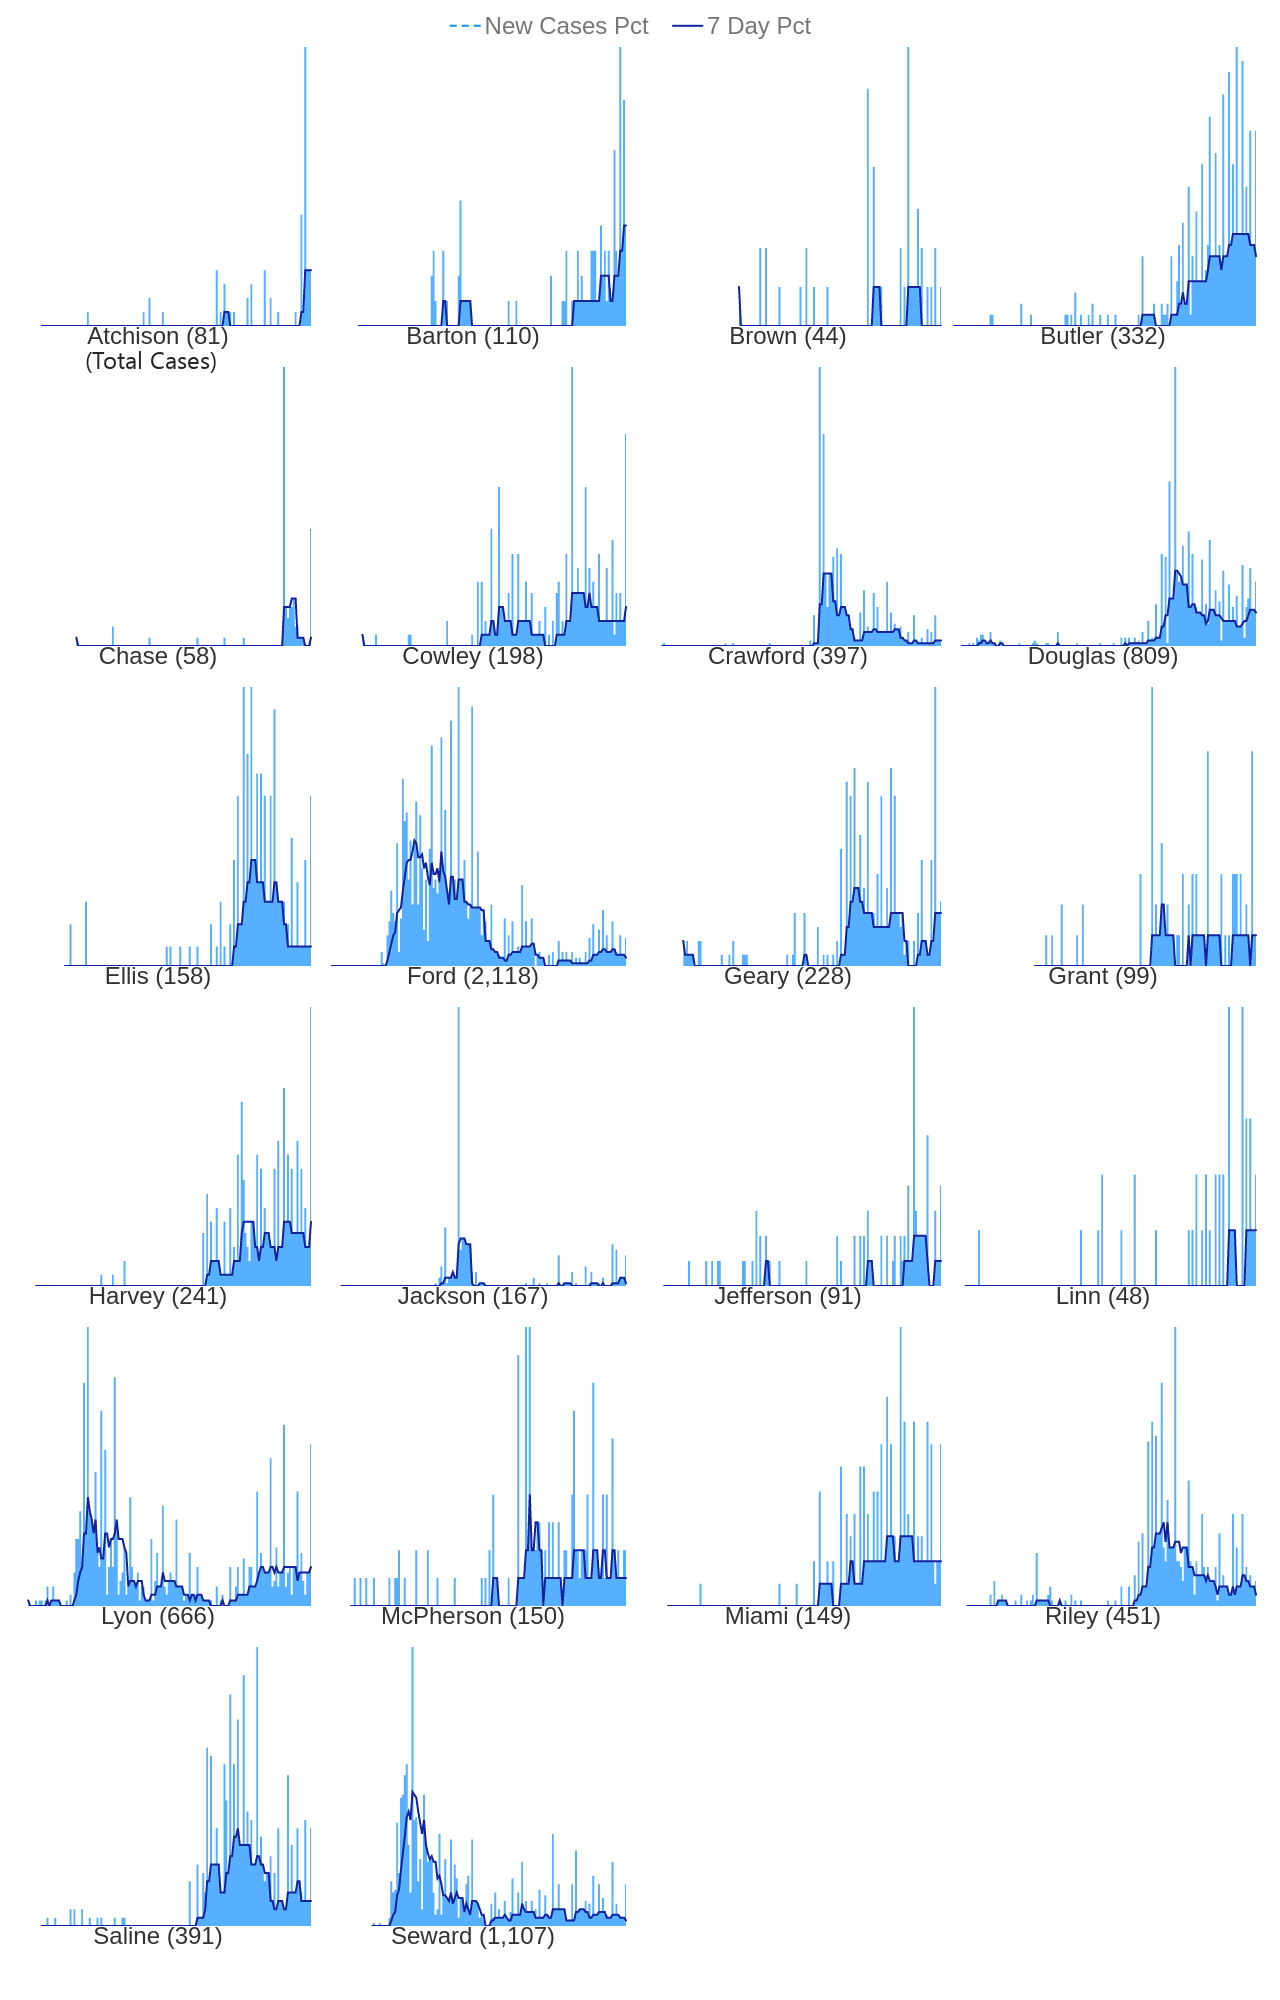 New Cases Pct 7 Day Pct
Atchison (81) Barton (110) Brown (44) Butler (332)
(Total Cases)
Chase (58) Cowley (198) Crawford (397) Douglas (809)
Ellis (158) Ford (2,118) Geary (228) Grant (99)
Harvey (241) Jackson (167) Jefferson (91) Linn (48)
Lyon (666) McPherson (150) Miami (149) Riley (451)
Saline (391) Seward (1,107)